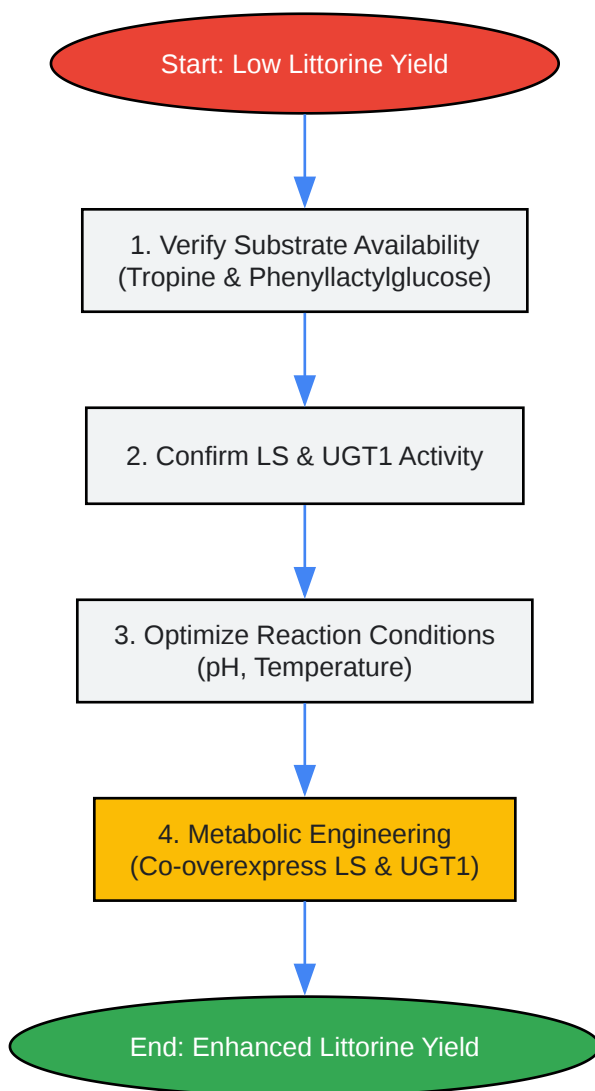 Start: Low Littorine Yield
1. Verify Substrate Availability
(Tropine & Phenyllactylglucose)
2. Confirm LS & UGT1 Activity
3. Optimize Reaction Conditions
(pH, Temperature)
4. Metabolic Engineering
(Co-overexpress LS & UGT1)
End: Enhanced Littorine Yield